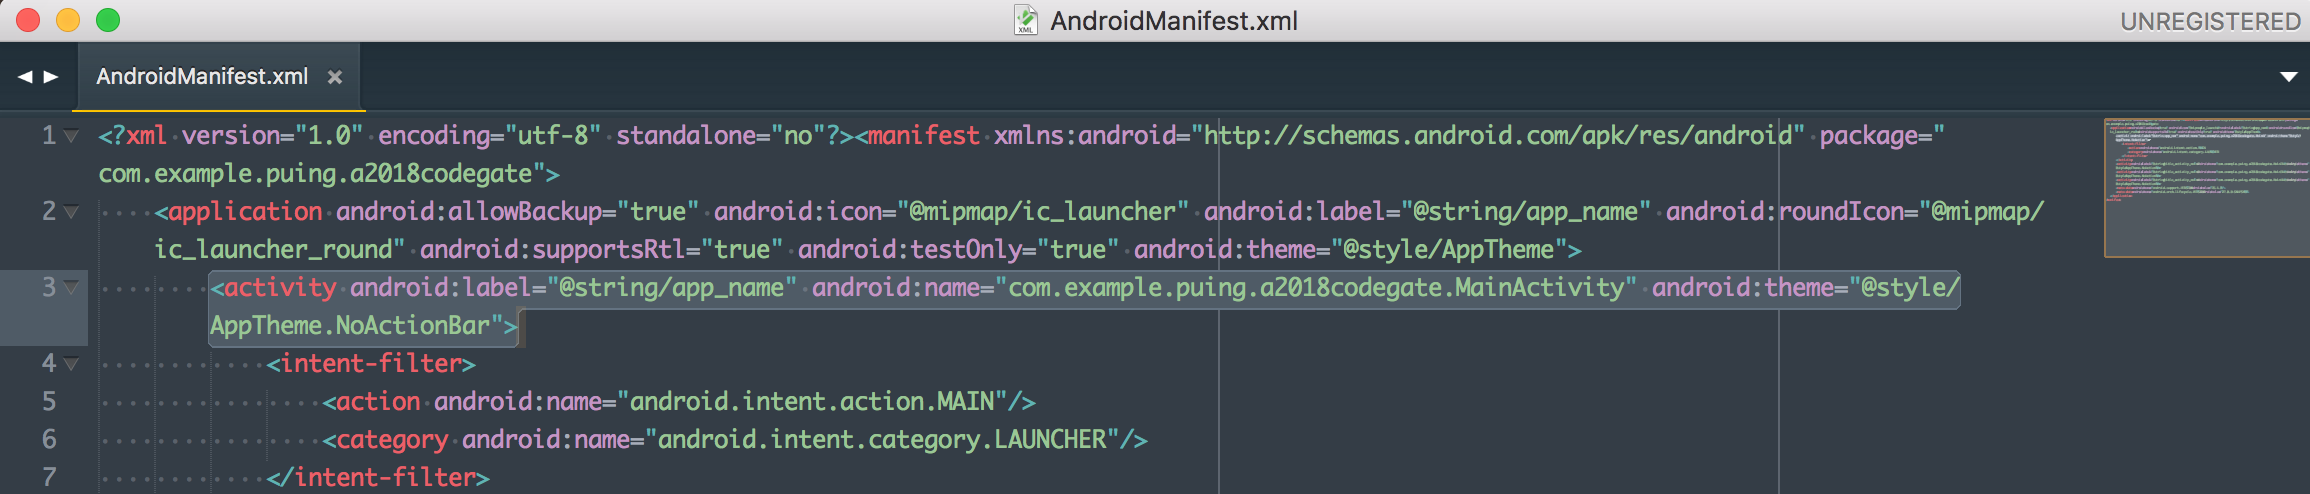 AndroidManifest.xml
UNREGISTERED
AndroidManifest.xml
1 <?xml version="1.0" encoding="utf-8" standalone="no"?><manifest xmlns:android="http://schemas.android.com/apk/res/android" package="
com.example.puing.a2018codegate">
2 <application android:allowBackup="true" android:icon="@mipmap/ic_launcher" android:label="@string/app_name" android:roundIcon="@mipmap/
ic_launcher_round" android:supportsRtl="true" android:testOnly="true" android:theme="@style/AppTheme">
3 <activity android:label="@string/app_name" android:name="com.example.puing.a2018codegate.MainActivity" android:theme="@style/
AppTheme.NoActionBar">
4 <intent-filter>
5 <action android:name="android.intent.action.MAIN"/>
6 <category android:name="android.intent.category.LAUNCHER"/>
7 </intent-filter>